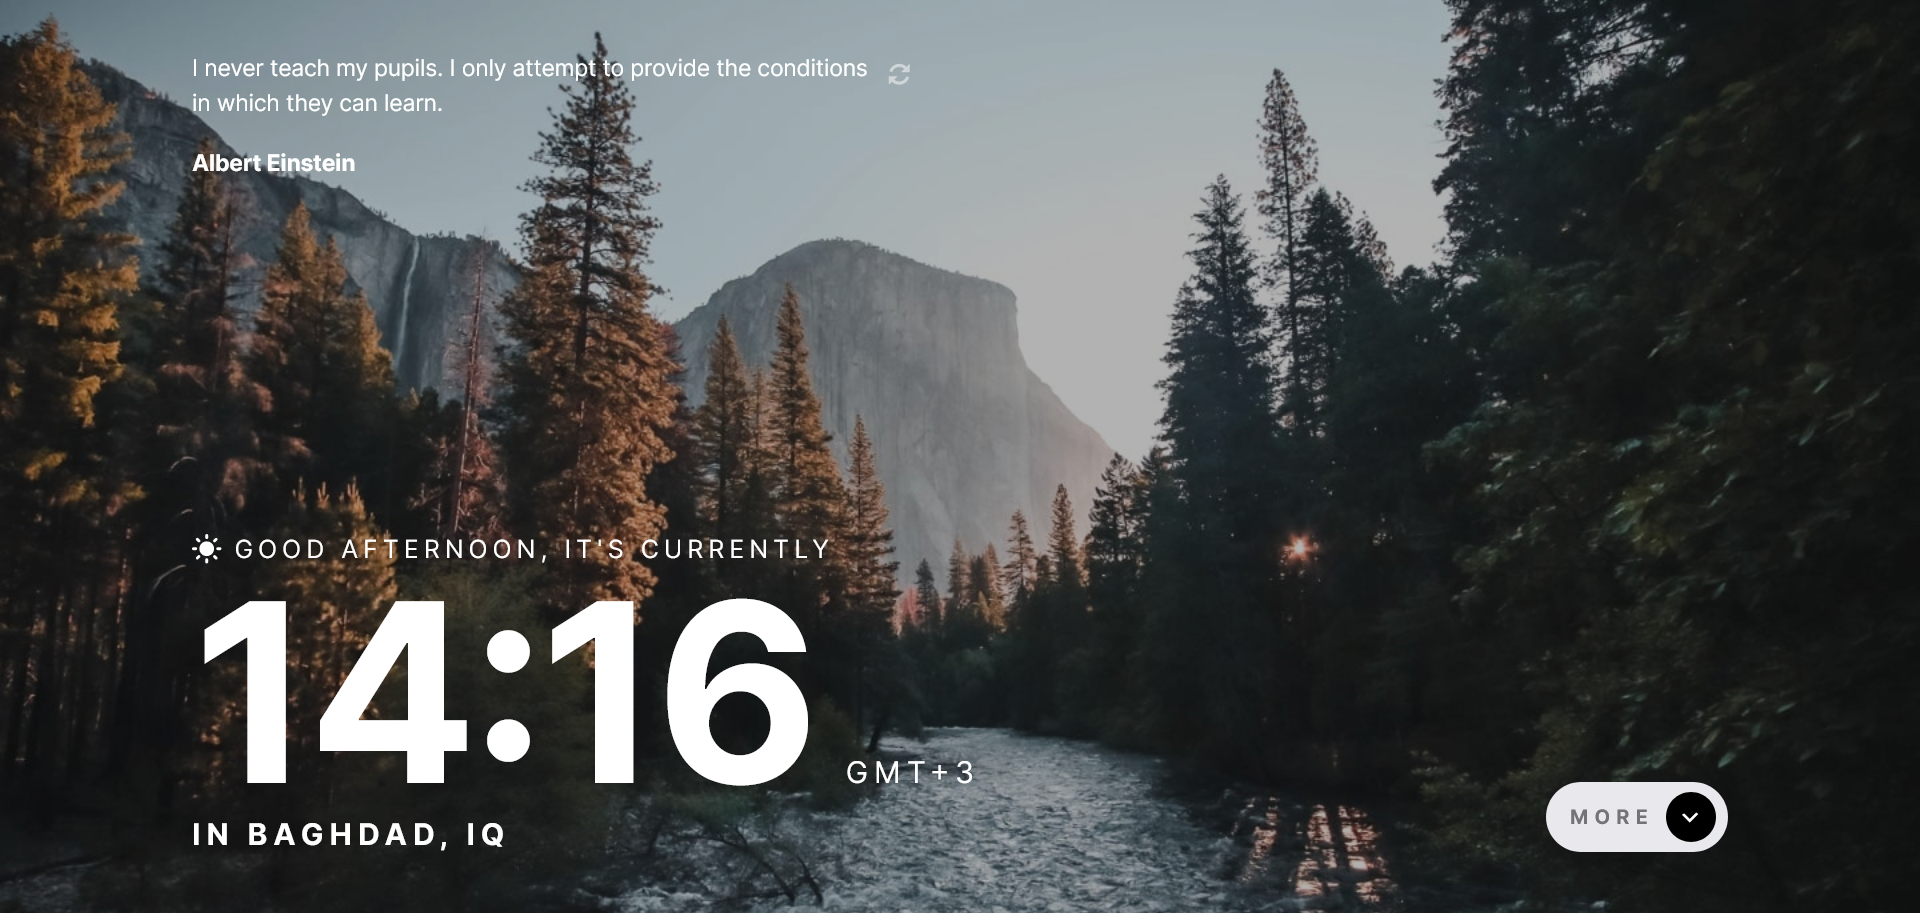 I never teach my pupils. I only attempt to provide the conditions
in which they can learn.
Albert Einstein
GOOD AFTERNOON, IT'S CURRENTLY
14:16 GMT+3
IN BAGHDAD, IQ
MORE